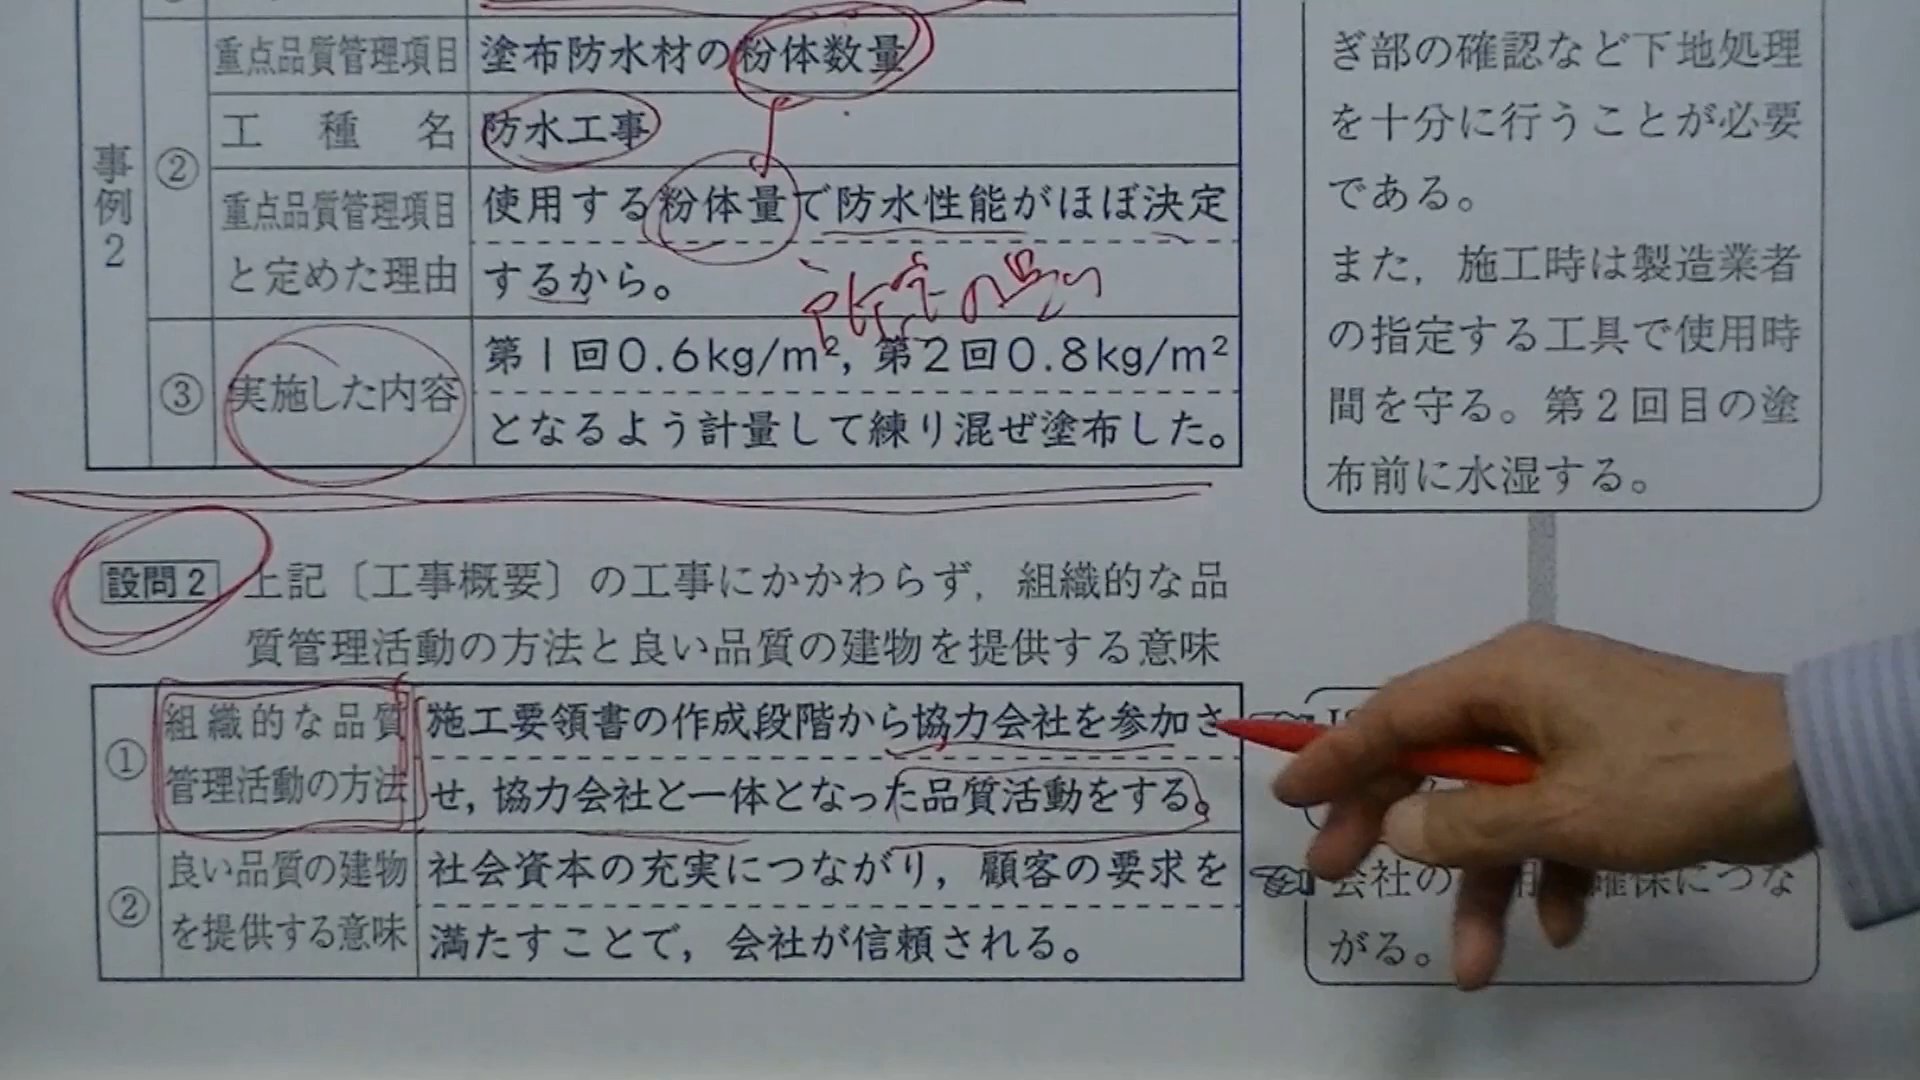 事例2
重点品質管理項目
塗布防水材の粉体数量
②
工種名
防水工事
重点品質管理項目
と定めた理由
使用する粉体量で防水性能がほぼ決定
するから。
③
実施した内容
第1回0.6kg/m², 第2回0.8kg/m²
となるよう計量して練り混ぜ塗布した。
ぎ部の確認など下地処理
を十分に行うことが必要
である。
また，施工時は製造業者
の指定する工具で使用時
間を守る。第2回目の塗
布前に水湿する。
設問2 上記〔工事概要〕の工事にかかわらず，組織的な品
質管理活動の方法と良い品質の建物を提供する意味
①
組織的な品質
管理活動の方法
施工要領書の作成段階から協力会社を参加さ
せ，協力会社と一体となった品質活動をする。
②
良い品質の建物
を提供する意味
社会資本の充実につながり，顧客の要求を
満たすことで，会社が信頼される。
会社の
につな
がる。